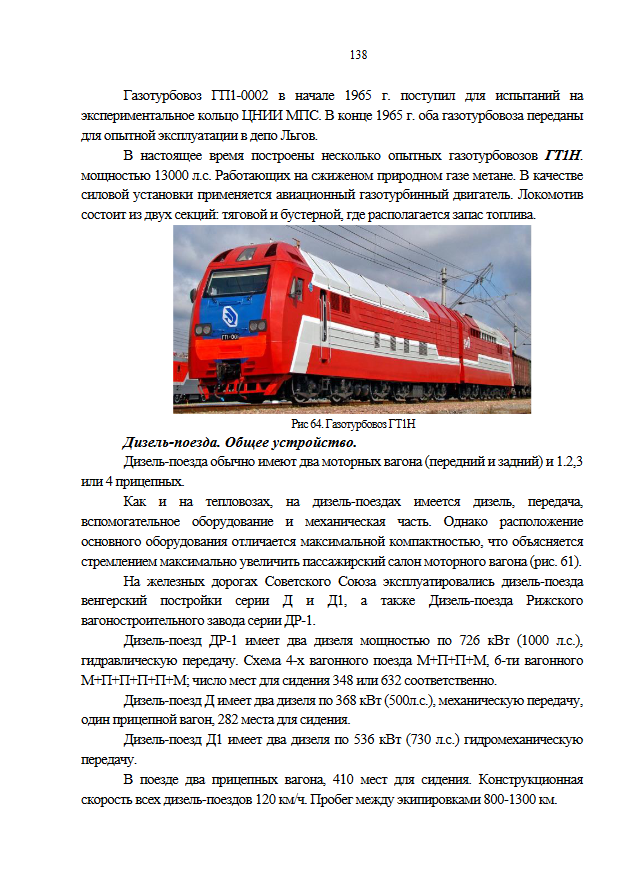 138
Газотурбовоз ГП1-0002 в начале 1965 г. поступил для испытаний на
экспериментальное кольцо ЦНИИ МПС. В конце 1965 г. оба газотурбовоза переданы
для опытной эксплуатации в депо Льгов.
В настоящее время построены несколько опытных газотурбовозов ГТ1Н.
мощностью 13000 л.с. Работающих на сжиженом природном газе метане. В качестве
силовой установки применяется авиационный газотурбинный двигатель. Локомотив
состоит из двух секций: тяговой и бустерной, где располагается запас топлива.
Рис 64. Газотурбовоз ГТ1Н
Дизель-поезда. Общее устройство.
Дизель-поезда обычно имеют два моторных вагона (передний и задний) и 1.2,3
или 4 прицепных.
Как и на тепловозах, на дизель-поездах имеется дизель, передача,
вспомогательное оборудование и механическая часть. Однако расположение
основного оборудования отличается максимальной компактностью, что объясняется
стремлением максимально увеличить пассажирский салон моторного вагона (рис. 61).
На железных дорогах Советского Союза эксплуатировались дизель-поезда
венгерский постройки серии Д и Д1, а также Дизель-поезда Рижского
вагоностроительного завода серии ДР-1.
Дизель-поезд ДР-1 имеет два дизеля мощностью по 726 кВт (1000 л.с.),
гидравлическую передачу. Схема 4-х вагонного поезда М+П+П+М, 6-ти вагонного
М+П+П+П+П+М; число мест для сидения 348 или 632 соответственно.
Дизель-поезд Д имеет два дизеля по 368 кВт (500л.с.), механическую передачу,
один прицепной вагон, 282 места для сидения.
Дизель-поезд Д1 имеет два дизеля по 536 кВт (730 л.с.) гидромеханическую
передачу.
В поезде два прицепных вагона, 410 мест для сидения. Конструкционная
скорость всех дизель-поездов 120 км/ч. Пробег между экипировками 800-1300 км.